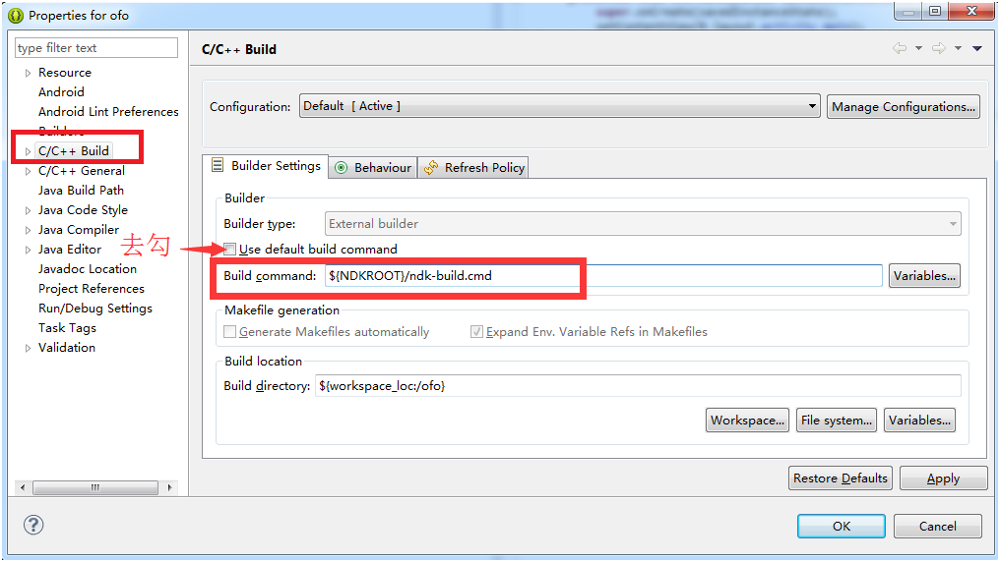 Properties for ofo
super.onCreate(savedInstanceState);
type filter text
Resource
Android
Android Lint Preferences
Builders
C/C++ Build
C/C++ General
Java Build Path
Java Code Style
Java Compiler
Java Editor
Javadoc Location
Project References
Run/Debug Settings
Task Tags
Validation
C/C++ Build
Configuration: Default [ Active ] Manage Configurations...
Builder Settings Behaviour Refresh Policy
Builder
Builder type: External builder
去勾 Use default build command
Build command: ${NDKROOT}/ndk-build.cmd Variables...
Makefile generation
Generate Makefiles automatically Expand Env. Variable Refs in Makefiles
Build location
Build directory: ${workspace_loc:/ofo}
Workspace... File system... Variables...
Restore Defaults Apply
OK Cancel